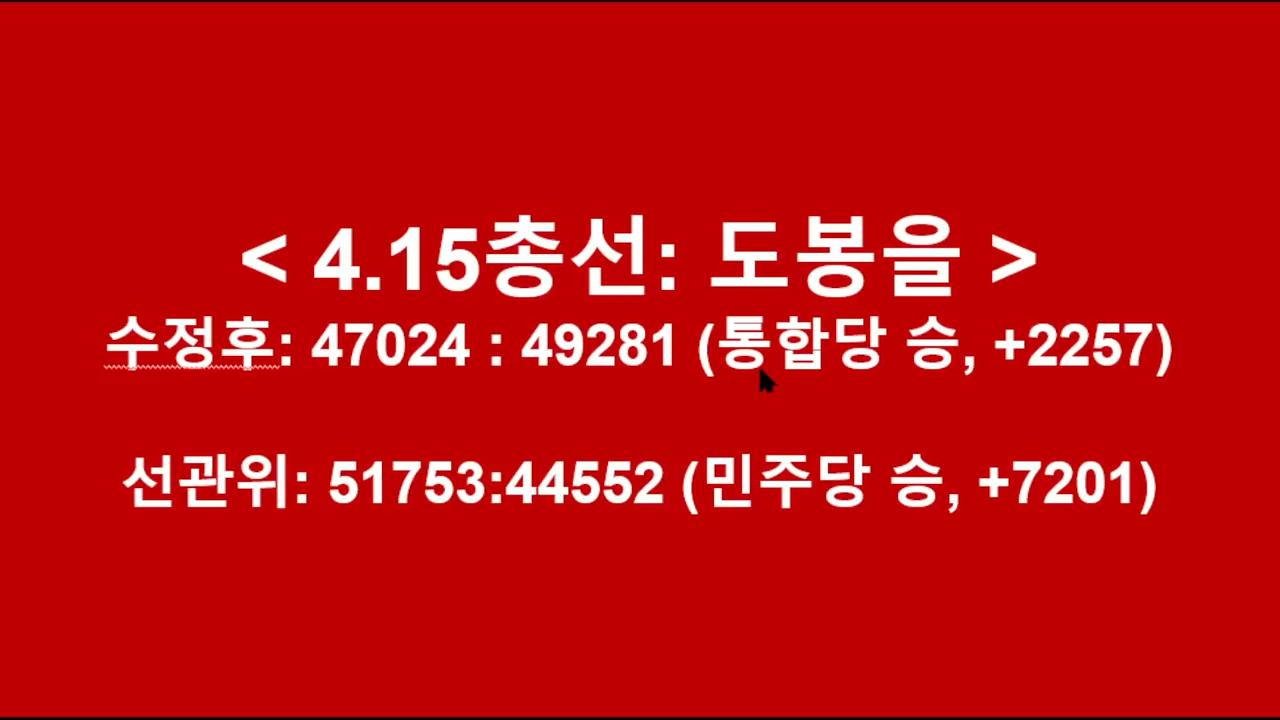 < 4.15총선: 도봉을 >
수정후: 47024 : 49281 (통합당 승, +2257)
선관위: 51753:44552 (민주당 승, +7201)